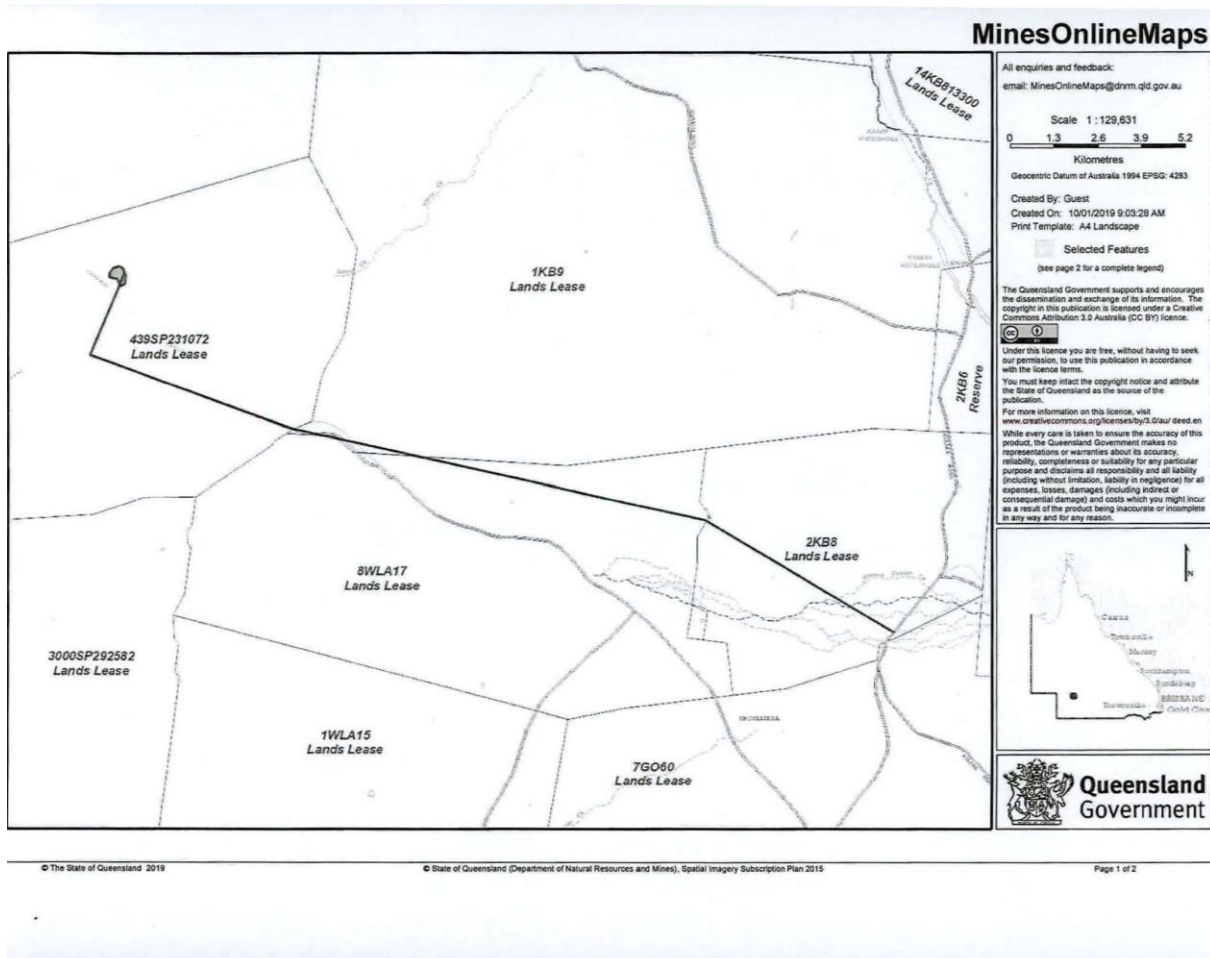 MinesOnlineMaps
14KB813300
Lands Lease
1KB9
Lands Lease
439SP231072
Lands Lease
2KB6
Reserve
2KB8
Lands Lease
8WLA17
Lands Lease
3000SP292582
Lands Lease
1WLA15
Lands Lease
7GO60
Lands Lease
All enquiries and feedback:
email: MinesOnlineMaps@dnrm.qld.gov.au
Scale 1 : 129,631
0 1.3 2.6 3.9 5.2
Kilometres
Geocentric Datum of Australia 1994 EPSG: 4283
Created By: Guest
Created On: 10/01/2019 9:03:28 AM
Print Template: A4 Landscape
Selected Features
(see page 2 for a complete legend)
The Queensland Government supports and encourages
the dissemination and exchange of its information. The
copyright in this publication is licensed under a Creative
Commons Attribution 3.0 Australia (CC BY) licence.
cc
BY
Under this licence you are free, without having to seek
our permission, to use this publication in accordance
with the licence terms.
You must keep intact the copyright notice and attribute
the State of Queensland as the source of the
publication.
For more information on this licence, visit
www.creativecommons.org/licenses/by/3.0/au/ deed.en
While every care is taken to ensure the accuracy of this
product, the Queensland Government makes no
representations or warranties about its accuracy,
reliability, completeness or suitability for any particular
purpose and disclaims all responsibility and all liability
(including without limitation, liability in negligence) for all
expenses, losses, damages (including indirect or
consequential damage) and costs which you might incur
as a result of the product being inaccurate or incomplete
in any way and for any reason.
N
Cairns
Townsville
Mackay
Rockhampton
Bundaberg
BRISBANE
Toowoomba
Gold Coa
Queensland
Government
© The State of Queensland 2019
© State of Queensland (Department of Natural Resources and Mines), Spatial Imagery Subscription Plan 2015
Page 1 of 2